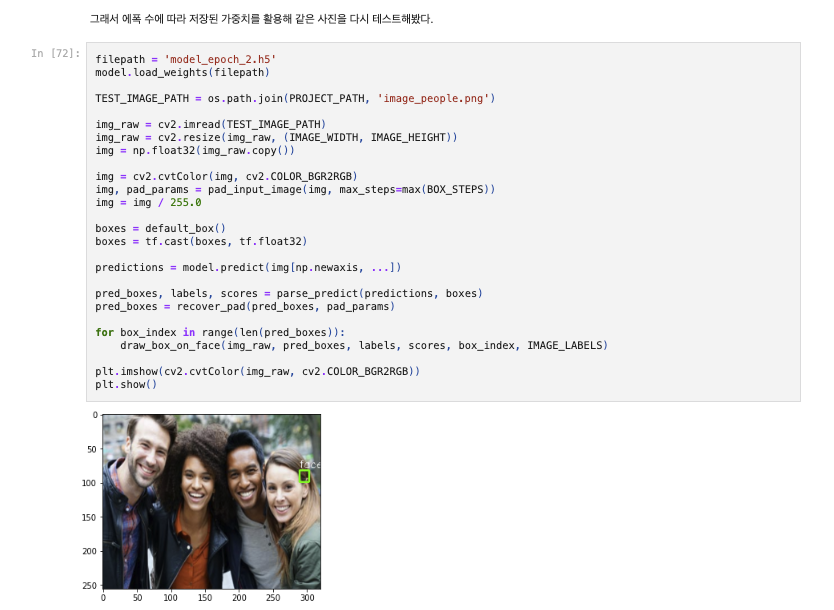 그래서 에폭 수에 따라 저장된 가중치를 활용해 같은 사진을 다시 테스트해봤다.
In [72]:
filepath = 'model_epoch_2.h5'
model.load_weights(filepath)
TEST_IMAGE_PATH = os.path.join(PROJECT_PATH, 'image_people.png')
img_raw = cv2.imread(TEST_IMAGE_PATH)
img_raw = cv2.resize(img_raw, (IMAGE_WIDTH, IMAGE_HEIGHT))
img = np.float32(img_raw.copy())
img = cv2.cvtColor(img, cv2.COLOR_BGR2RGB)
img, pad_params = pad_input_image(img, max_steps=max(BOX_STEPS))
img = img / 255.0
boxes = default_box()
boxes = tf.cast(boxes, tf.float32)
predictions = model.predict(img[np.newaxis, ...])
pred_boxes, labels, scores = parse_predict(predictions, boxes)
pred_boxes = recover_pad(pred_boxes, pad_params)
for box_index in range(len(pred_boxes)):
    draw_box_on_face(img_raw, pred_boxes, labels, scores, box_index, IMAGE_LABELS)
plt.imshow(cv2.cvtColor(img_raw, cv2.COLOR_BGR2RGB))
plt.show()
0
50
face
100
150
200
250
0 50 100 150 200 250 300